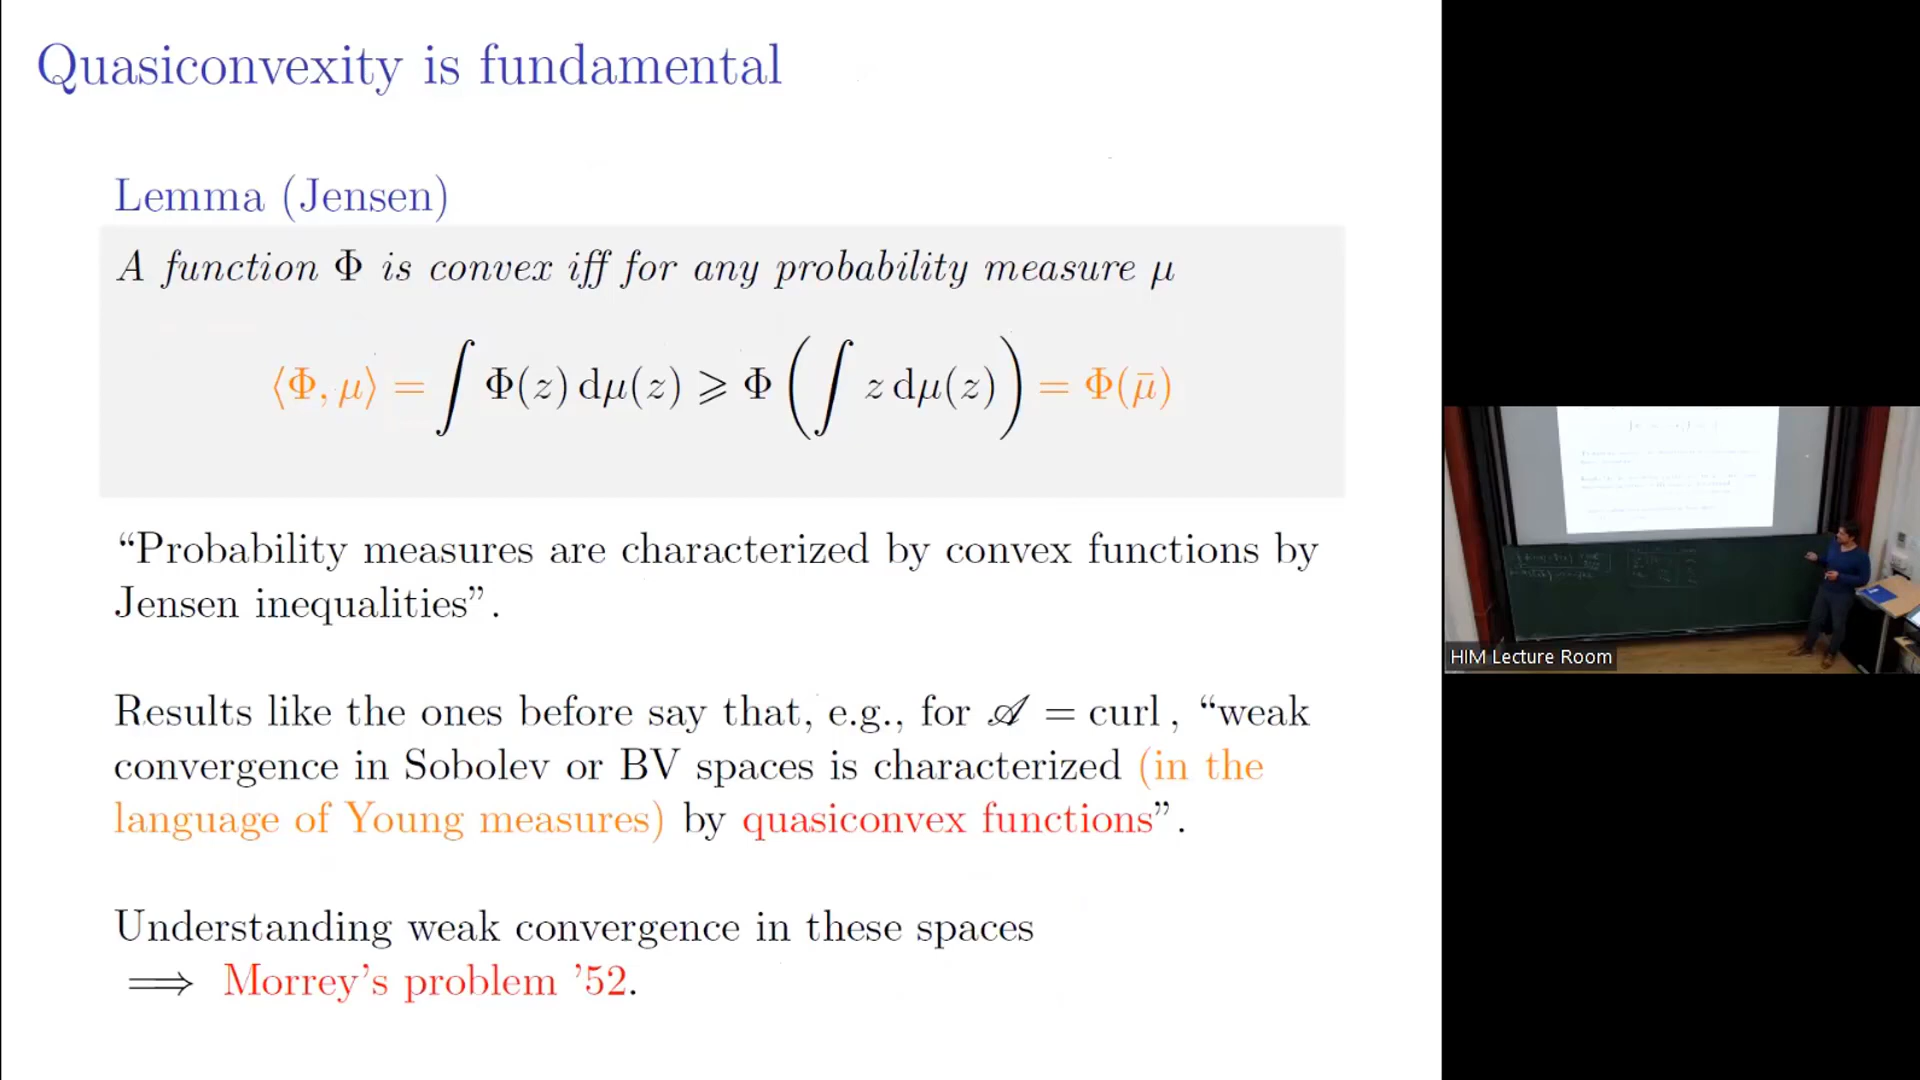 Quasiconvexity is fundamental
Lemma (Jensen)
A function Φ is convex iff for any probability measure μ
⟨Φ, μ⟩ = ∫ Φ(z) dμ(z) ⩾ Φ (∫ z dμ(z)) = Φ(μ̄)
“Probability measures are characterized by convex functions by
Jensen inequalities”.
Results like the ones before say that, e.g., for 𝒜 = curl, “weak
convergence in Sobolev or BV spaces is characterized (in the
language of Young measures) by quasiconvex functions”.
Understanding weak convergence in these spaces
⟹ Morrey’s problem ’52.
HIM Lecture Room